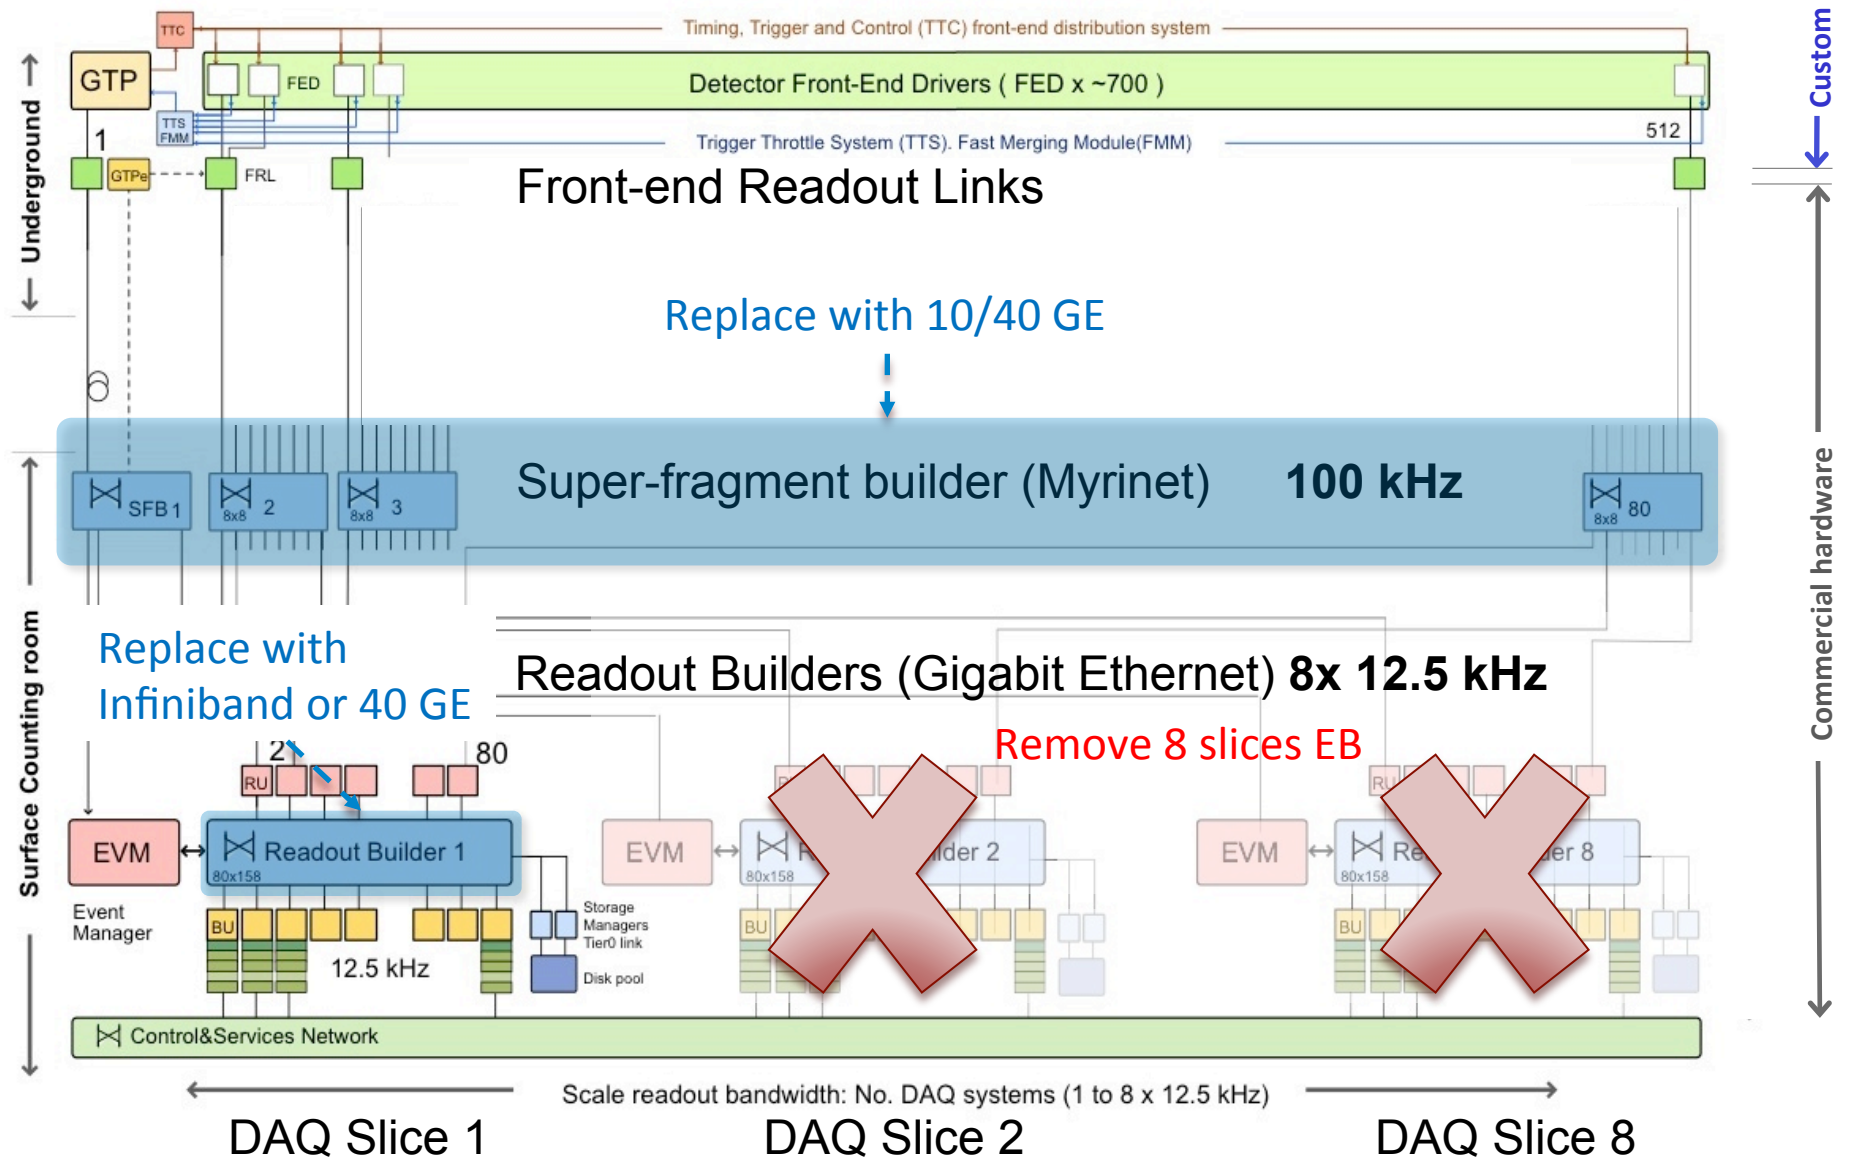 TTC
Timing, Trigger and Control (TTC) front-end distribution system
Custom
GTP
FED
Detector Front-End Drivers ( FED x ~700 )
TTS
FMM
1
Trigger Throttle System (TTS). Fast Merging Module(FMM)
512
GTPe
FRL
Front-end Readout Links
Underground
Replace with 10/40 GE
Super-fragment builder (Myrinet) 100 kHz
SFB 1
8x8
2
8x8
3
8x8
80
Commercial hardware
Replace with
Infiniband or 40 GE
Readout Builders (Gigabit Ethernet) 8x 12.5 kHz
Remove 8 slices EB
Surface Counting room
2
80
RU
RU
EVM
Readout Builder 1
80x158
EVM
ilder 2
80x158
EVM
Re
er 8
80x158
Event
Manager
BU
12.5 kHz
Storage
Managers
Tier0 link
Disk pool
BU
BU
Control&Services Network
Scale readout bandwidth: No. DAQ systems (1 to 8 x 12.5 kHz)
DAQ Slice 1
DAQ Slice 2
DAQ Slice 8